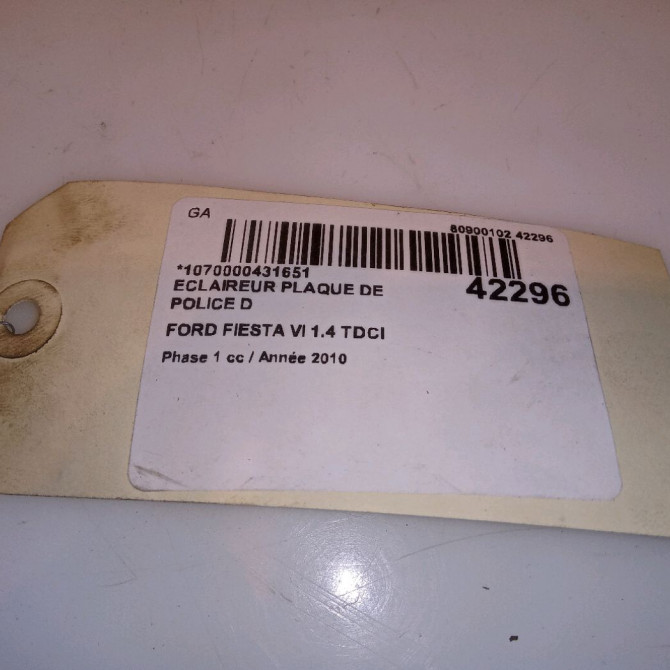 GA
80900102 42296
*1070000431651
42296
ECLAIREUR PLAQUE DE
POLICE D
FORD FIESTA VI 1.4 TDCI
Phase 1 cc / Année 2010